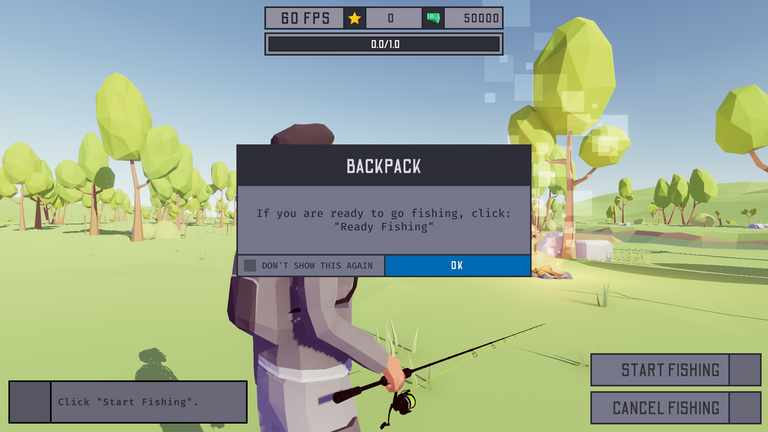 60 FPS
0
50000
0.0/1.0
BACKPACK
If you are ready to go fishing, click:
"Ready Fishing"
DON'T SHOW THIS AGAIN
OK
Click "Start Fishing".
START FISHING
CANCEL FISHING